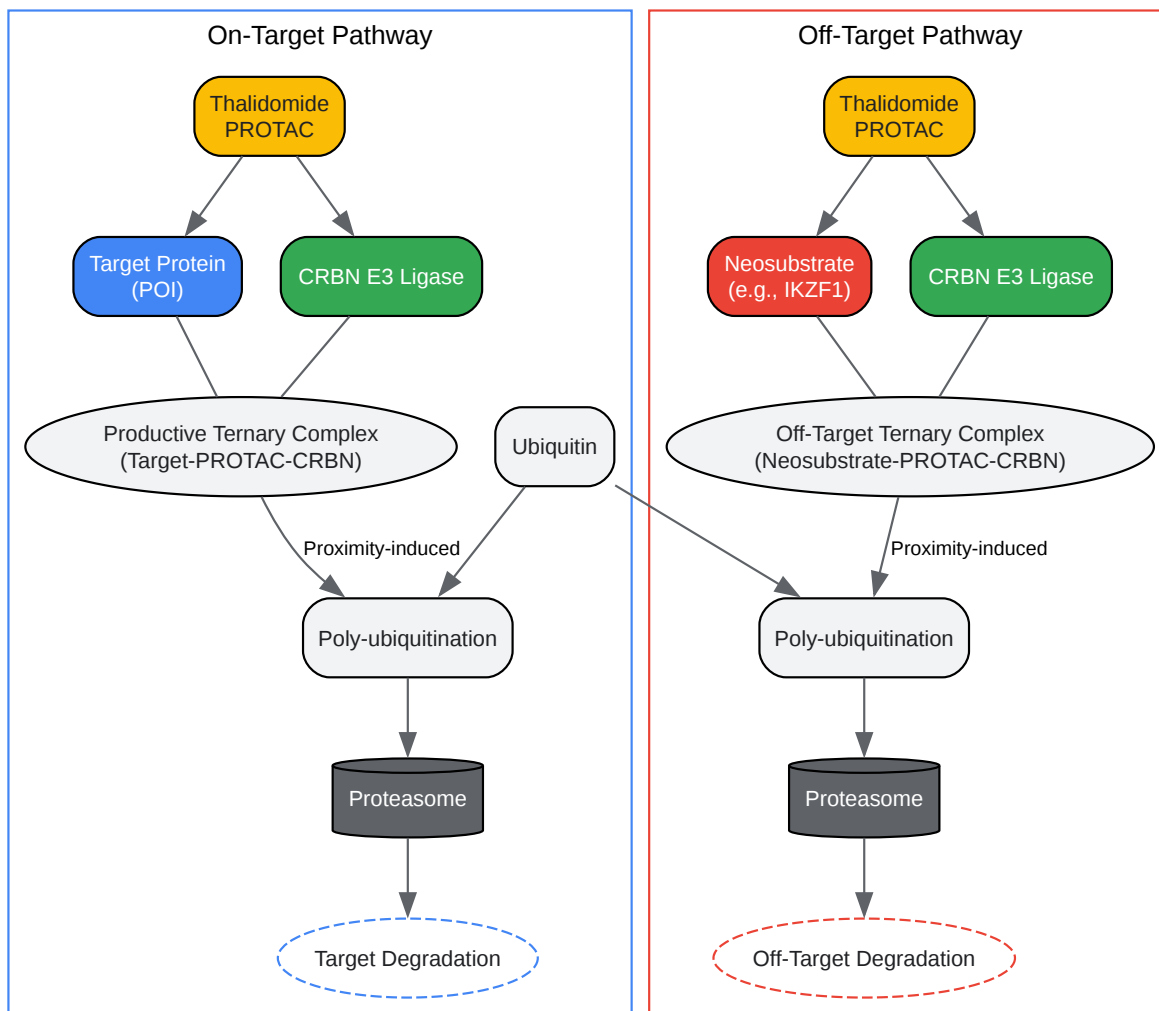 On-Target Pathway
Thalidomide
PROTAC
Target Protein
(POI)
CRBN E3 Ligase
Productive Ternary Complex
(Target-PROTAC-CRBN)
Ubiquitin
Proximity-induced
Poly-ubiquitination
Proteasome
Target Degradation
Off-Target Pathway
Thalidomide
PROTAC
Neosubstrate
(e.g., IKZF1)
CRBN E3 Ligase
Off-Target Ternary Complex
(Neosubstrate-PROTAC-CRBN)
Proximity-induced
Poly-ubiquitination
Proteasome
Off-Target Degradation